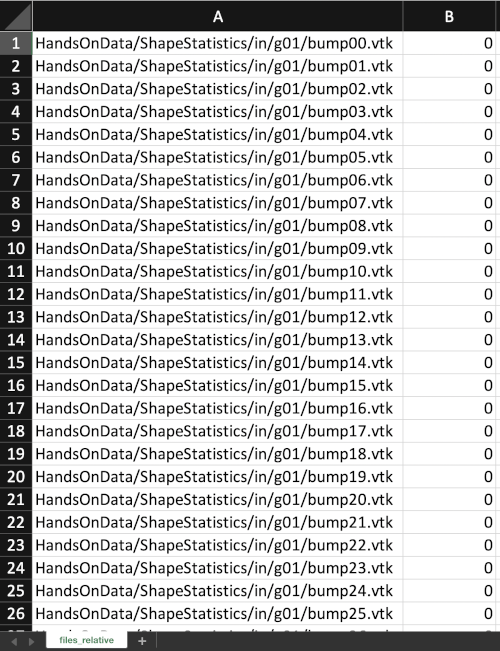 A B
1 HandsOnData/ShapeStatistics/in/g01/bump00.vtk 0
2 HandsOnData/ShapeStatistics/in/g01/bump01.vtk 0
3 HandsOnData/ShapeStatistics/in/g01/bump02.vtk 0
4 HandsOnData/ShapeStatistics/in/g01/bump03.vtk 0
5 HandsOnData/ShapeStatistics/in/g01/bump04.vtk 0
6 HandsOnData/ShapeStatistics/in/g01/bump05.vtk 0
7 HandsOnData/ShapeStatistics/in/g01/bump06.vtk 0
8 HandsOnData/ShapeStatistics/in/g01/bump07.vtk 0
9 HandsOnData/ShapeStatistics/in/g01/bump08.vtk 0
10 HandsOnData/ShapeStatistics/in/g01/bump09.vtk 0
11 HandsOnData/ShapeStatistics/in/g01/bump10.vtk 0
12 HandsOnData/ShapeStatistics/in/g01/bump11.vtk 0
13 HandsOnData/ShapeStatistics/in/g01/bump12.vtk 0
14 HandsOnData/ShapeStatistics/in/g01/bump13.vtk 0
15 HandsOnData/ShapeStatistics/in/g01/bump14.vtk 0
16 HandsOnData/ShapeStatistics/in/g01/bump15.vtk 0
17 HandsOnData/ShapeStatistics/in/g01/bump16.vtk 0
18 HandsOnData/ShapeStatistics/in/g01/bump17.vtk 0
19 HandsOnData/ShapeStatistics/in/g01/bump18.vtk 0
20 HandsOnData/ShapeStatistics/in/g01/bump19.vtk 0
21 HandsOnData/ShapeStatistics/in/g01/bump20.vtk 0
22 HandsOnData/ShapeStatistics/in/g01/bump21.vtk 0
23 HandsOnData/ShapeStatistics/in/g01/bump22.vtk 0
24 HandsOnData/ShapeStatistics/in/g01/bump23.vtk 0
25 HandsOnData/ShapeStatistics/in/g01/bump24.vtk 0
26 HandsOnData/ShapeStatistics/in/g01/bump25.vtk 0
files_relative +